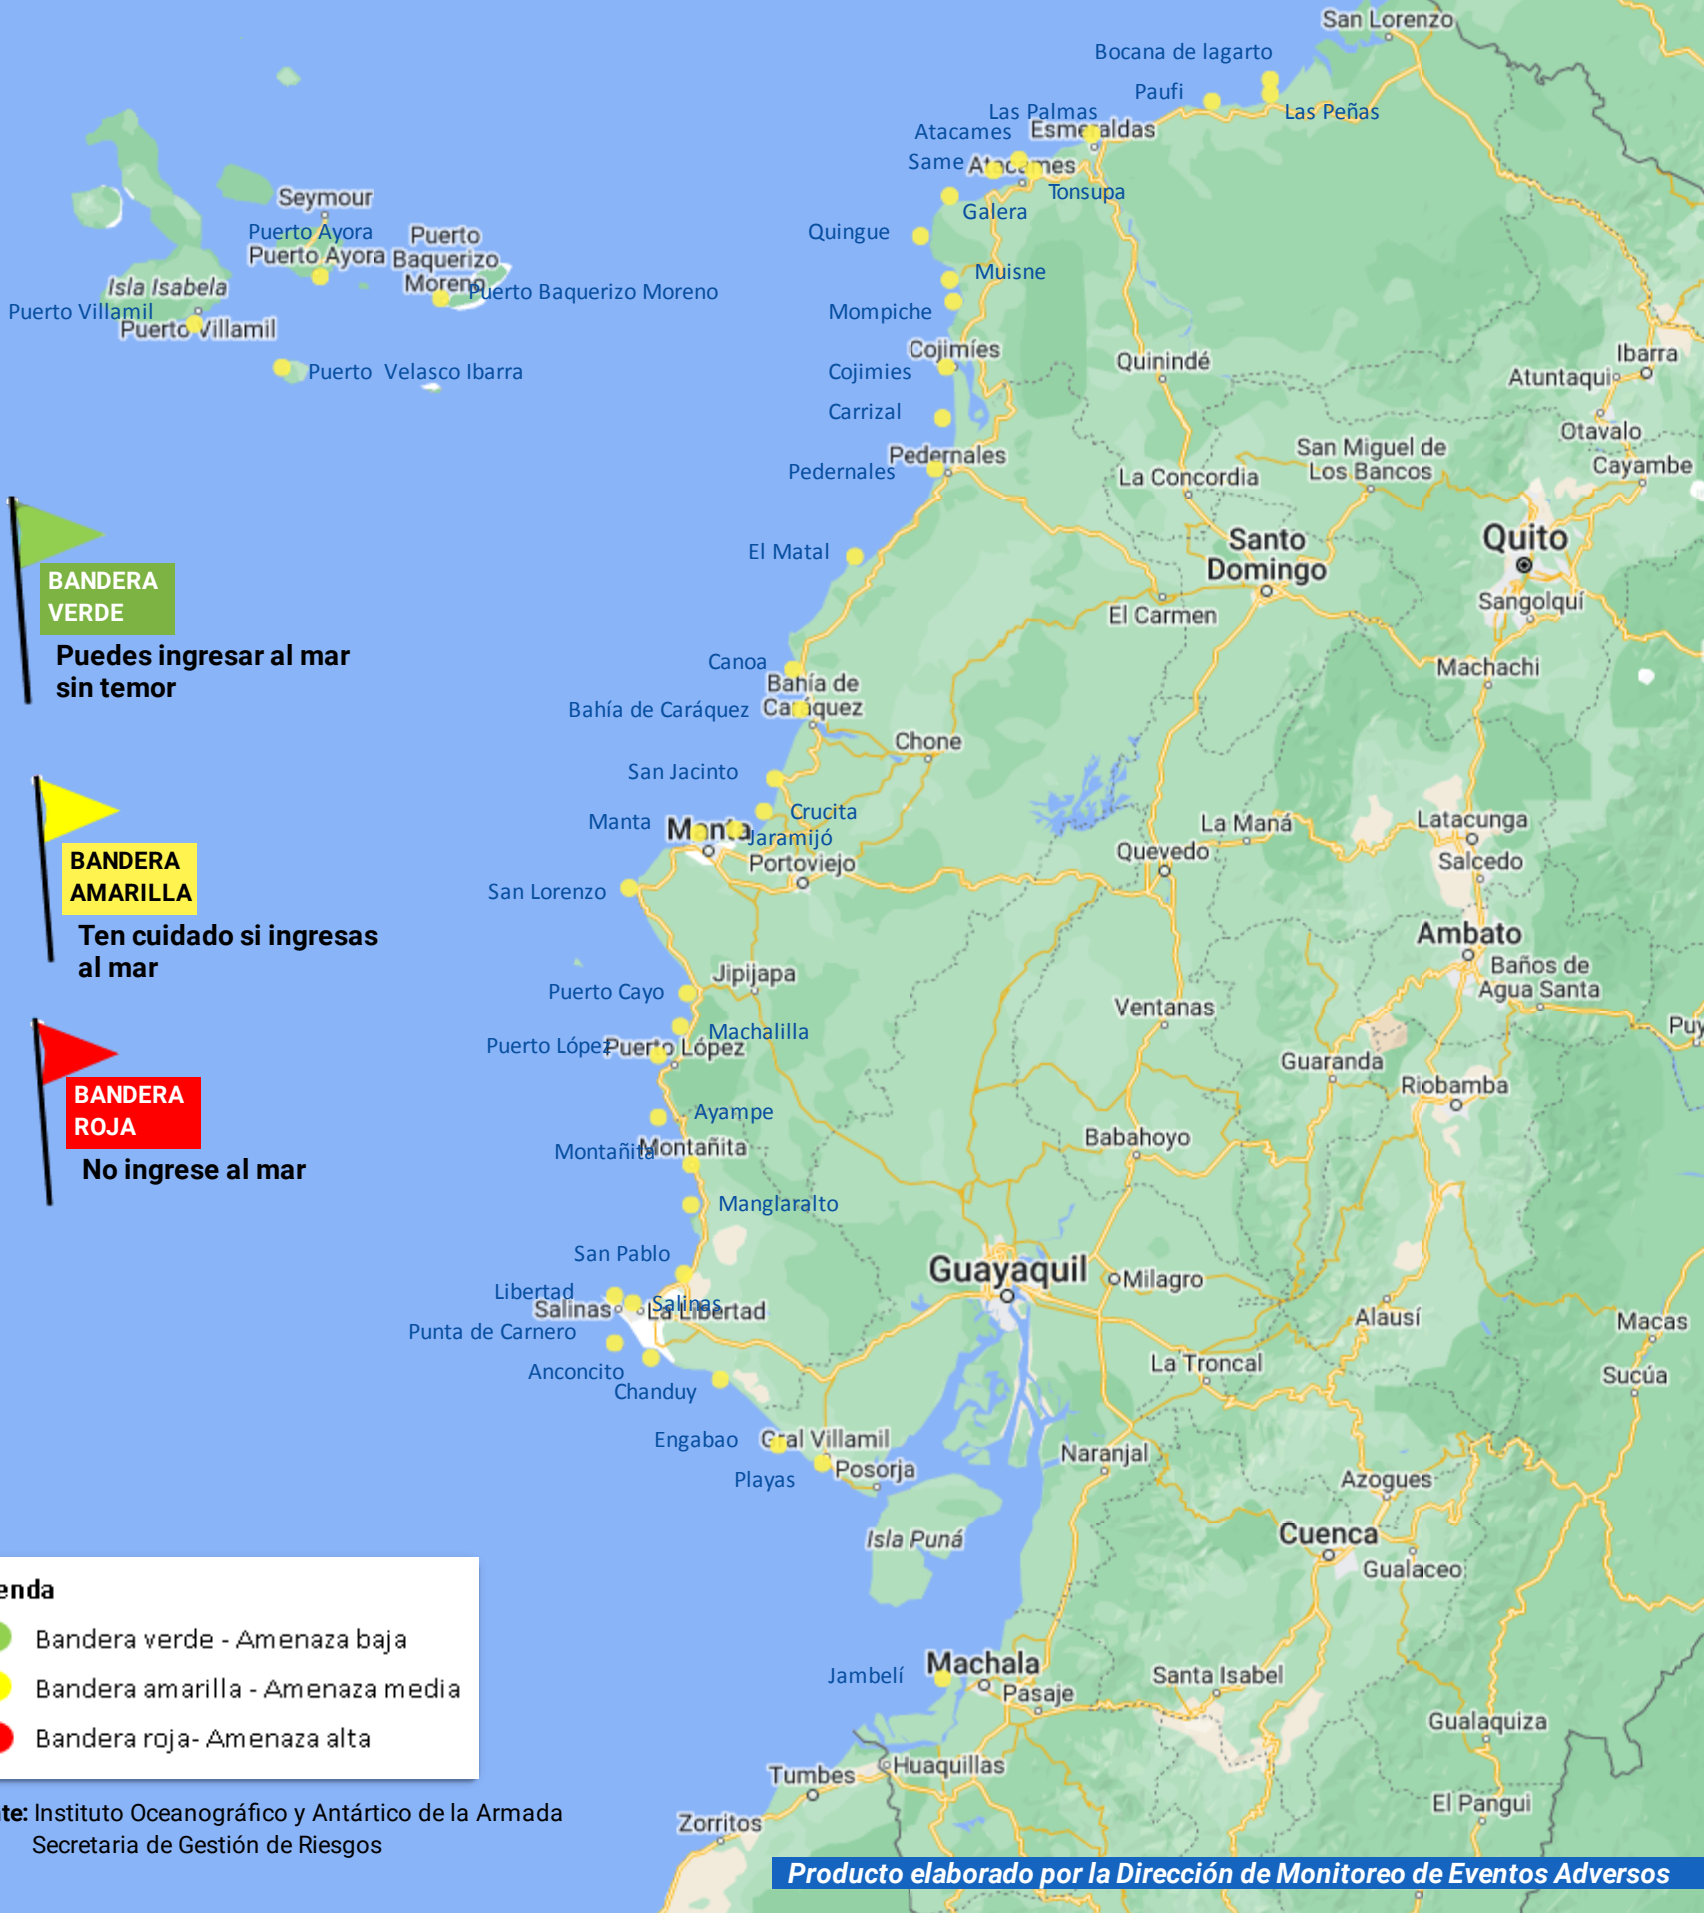 San Lorenzo
Bocana de lagarto
Paufi
Las Palmas
Las Peñas
Atacames
Esmeraldas
Same
Atacames
Tonsupa
Galera
Quingue
Muisne
Mompiche
Cojimíes
Cojimies
Carrizal
Pedernales
Pedernales
El Matal
Canoa
Bahía de
Caráquez
Bahía de Caráquez
San Jacinto
Crucita
Manta
Manta
Jaramijó
Portoviejo
San Lorenzo
Jipijapa
Puerto Cayo
Machalilla
Puerto López
Puerto López
Ayampe
Montañita
Montañita
Manglaralto
San Pablo
Libertad
Salinas
Salinas
La Libertad
Punta de Carnero
Anconcito
Chanduy
Engabao
Gral Villamil
Playas
Posorja
Isla Puná
Jambelí
Machala
Pasaje
Huaquillas
Tumbes
Zorritos
Seymour
Puerto Ayora
Puerto Ayora
Puerto
Baquerizo
Moreno
Puerto Baquerizo Moreno
Isla Isabela
Puerto Villamil
Puerto Villamil
Puerto Velasco Ibarra
Quinindé
Ibarra
Atuntaqui
Otavalo
San Miguel de
Los Bancos
Cayambe
La Concordia
Santo
Domingo
Quito
El Carmen
Sangolquí
Machachi
Chone
La Maná
Latacunga
Quevedo
Salcedo
Ambato
Baños de
Agua Santa
Ventanas
Puy
Guaranda
Riobamba
Babahoyo
Guayaquil
Milagro
Alausí
Macas
La Troncal
Sucúa
Naranjal
Azogues
Cuenca
Gualaceo
Santa Isabel
Gualaquiza
El Pangui
BANDERA
VERDE
Puedes ingresar al mar
sin temor
BANDERA
AMARILLA
Ten cuidado si ingresas
al mar
BANDERA
ROJA
No ingrese al mar
enda
Bandera verde - Amenaza baja
Bandera amarilla - Amenaza media
Bandera roja- Amenaza alta
te: Instituto Oceanográfico y Antártico de la Armada
Secretaria de Gestión de Riesgos
Producto elaborado por la Dirección de Monitoreo de Eventos Adversos